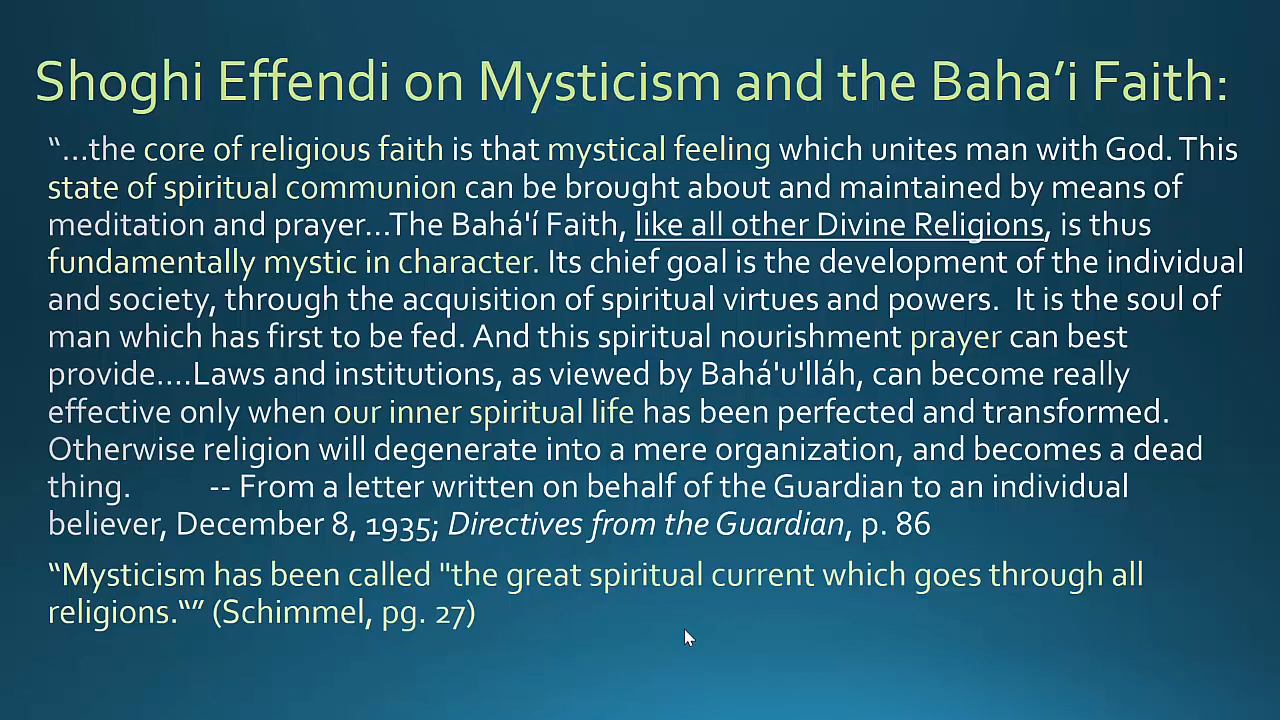 Shoghi Effendi on Mysticism and the Baha’i Faith:
“…the core of religious faith is that mystical feeling which unites man with God. This
state of spiritual communion can be brought about and maintained by means of
meditation and prayer…The Bahá'í Faith, like all other Divine Religions, is thus
fundamentally mystic in character. Its chief goal is the development of the individual
and society, through the acquisition of spiritual virtues and powers.  It is the soul of
man which has first to be fed. And this spiritual nourishment prayer can best
provide….Laws and institutions, as viewed by Bahá'u'lláh, can become really
effective only when our inner spiritual life has been perfected and transformed.
Otherwise religion will degenerate into a mere organization, and becomes a dead
thing.          -- From a letter written on behalf of the Guardian to an individual
believer, December 8, 1935; Directives from the Guardian, p. 86
“Mysticism has been called "the great spiritual current which goes through all
religions.“” (Schimmel, pg. 27)